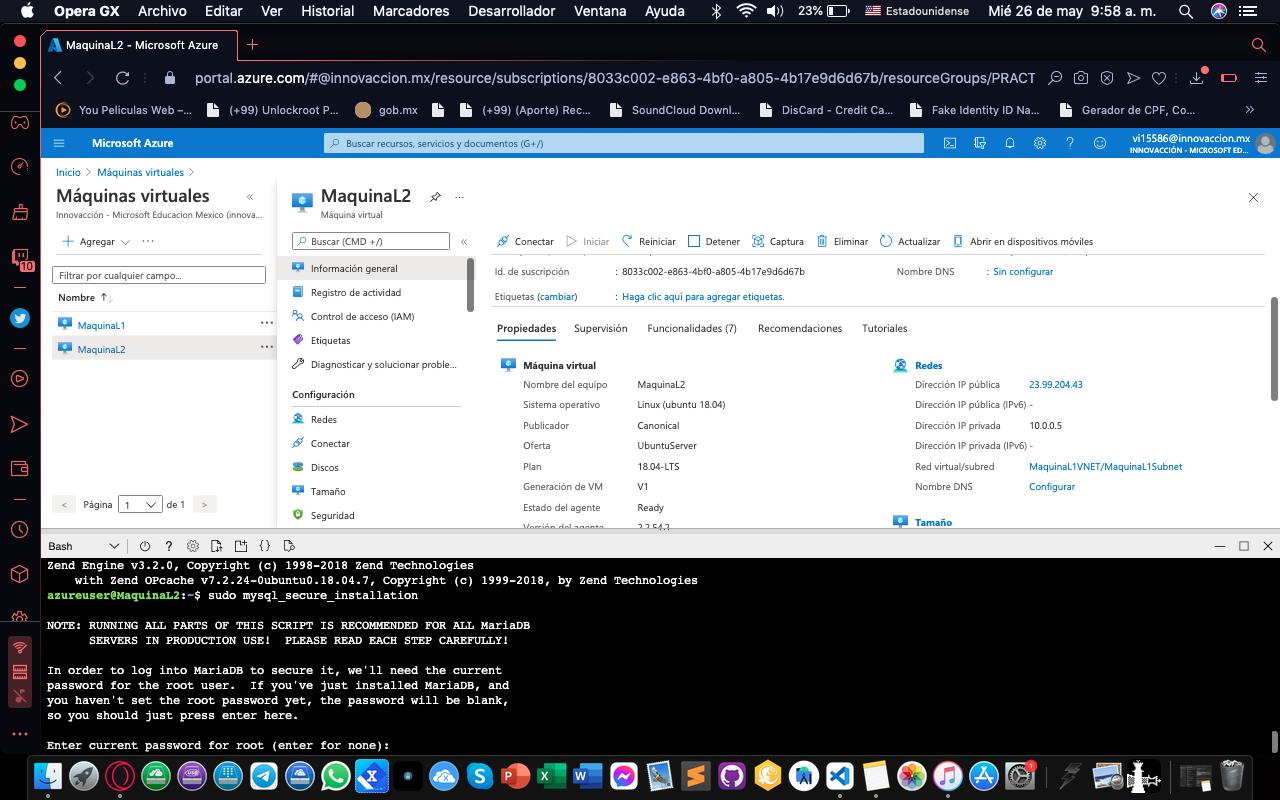 Opera GX Archivo Editar Ver Historial Marcadores Desarrollador Ventana Ayuda 23% Estadounidense Mié 26 de may 9:58 a. m.
MaquinaL2 - Microsoft Azure
portal.azure.com/#@innovaccion.mx/resource/subscriptions/8033c002-e863-4bf0-a805-4b17e9d6d67b/resourceGroups/PRACT
You Peliculas Web –... (+99) Unlockroot P... gob.mx (+99) (Aporte) Rec... SoundCloud Downl... DisCard - Credit Ca... Fake Identity ID Na... Gerador de CPF, Co... »
Microsoft Azure
Buscar recursos, servicios y documentos (G+/)
vi15586@innovaccion.mx
INNOVACCIÓN - MICROSOFT ED...
Inicio > Máquinas virtuales >
Máquinas virtuales «
Innovacción - Microsoft Educacion Mexico (innova...
+ Agregar ...
Filtrar por cualquier campo...
Nombre ↑↓
MaquinaL1 ...
MaquinaL2 ...
< Página 1 de 1 >
MaquinaL2 ...
Máquina virtual
Buscar (CMD +/) «
Información general
Registro de actividad
Control de acceso (IAM)
Etiquetas
Diagnosticar y solucionar proble...
Configuración
Redes
Conectar
Discos
Tamaño
Seguridad
Conectar Iniciar Reiniciar Detener Captura Eliminar Actualizar Abrir en dispositivos móviles
Id. de suscripción : 8033c002-e863-4bf0-a805-4b17e9d6d67b Nombre DNS : Sin configurar
Etiquetas (cambiar) : Haga clic aquí para agregar etiquetas.
Propiedades Supervisión Funcionalidades (7) Recomendaciones Tutoriales
Máquina virtual
Nombre del equipo MaquinaL2
Sistema operativo Linux (ubuntu 18.04)
Publicador Canonical
Oferta UbuntuServer
Plan 18.04-LTS
Generación de VM V1
Estado del agente Ready
Versión del agente 2.2.54.2
Redes
Dirección IP pública 23.99.204.43
Dirección IP pública (IPv6) -
Dirección IP privada 10.0.0.5
Dirección IP privada (IPv6) -
Red virtual/subred MaquinaL1VNET/MaquinaL1Subnet
Nombre DNS Configurar
Tamaño
10
Bash ? {}
Zend Engine v3.2.0, Copyright (c) 1998-2018 Zend Technologies
with Zend OPcache v7.2.24-0ubuntu0.18.04.7, Copyright (c) 1999-2018, by Zend Technologies
azureuser@MaquinaL2:~$ sudo mysql_secure_installation
NOTE: RUNNING ALL PARTS OF THIS SCRIPT IS RECOMMENDED FOR ALL MariaDB
SERVERS IN PRODUCTION USE! PLEASE READ EACH STEP CAREFULLY!
In order to log into MariaDB to secure it, we'll need the current
password for the root user. If you've just installed MariaDB, and
you haven't set the root password yet, the password will be blank,
so you should just press enter here.
Enter current password for root (enter for none):